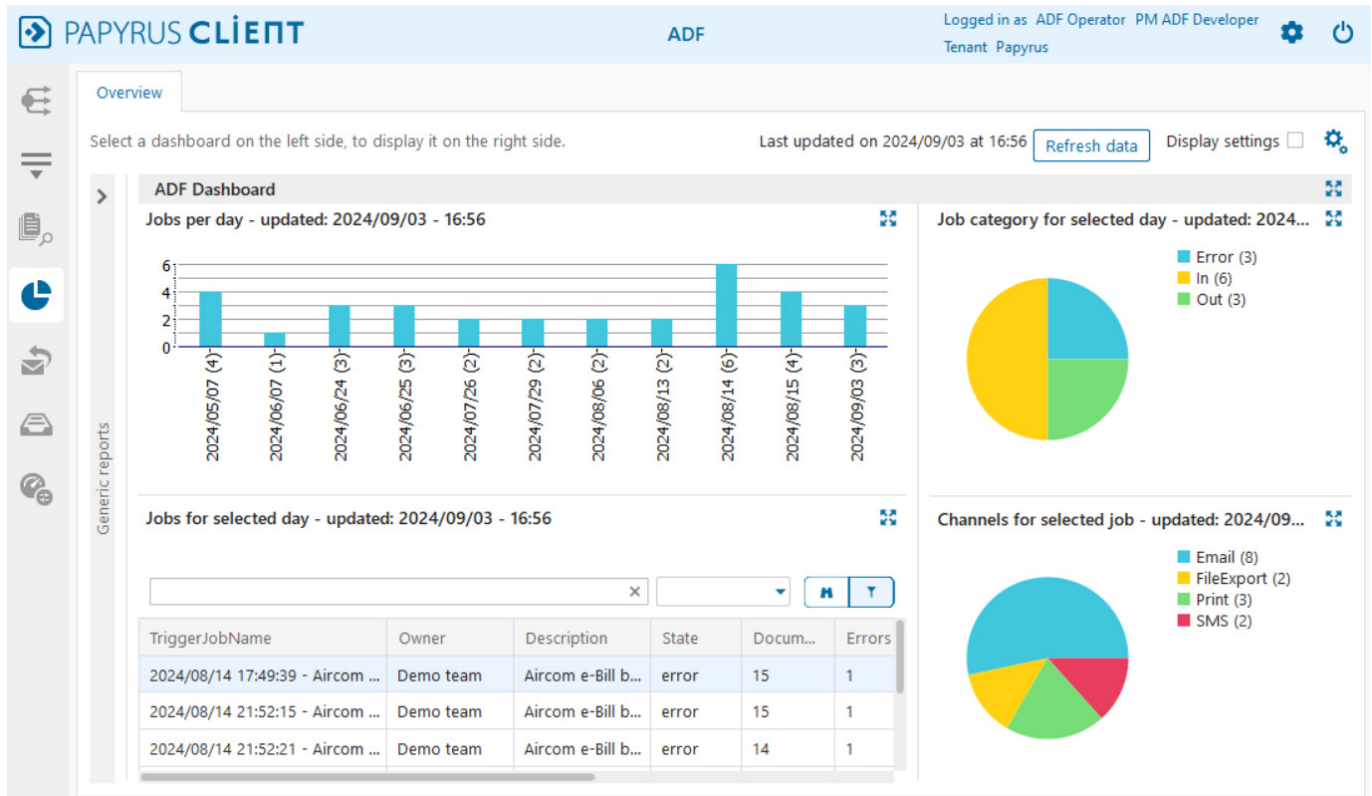 PAPYRUS CLiENT
ADF
Logged in as ADF Operator PM ADF Developer
Tenant Papyrus
Overview
Select a dashboard on the left side, to display it on the right side.
Last updated on 2024/09/03 at 16:56
Refresh data
Display settings
Generic reports
ADF Dashboard
Jobs per day - updated: 2024/09/03 - 16:56
6
4
2
0
2024/05/07 (4)
2024/06/07 (1)
2024/06/24 (3)
2024/06/25 (3)
2024/07/26 (2)
2024/07/29 (2)
2024/08/06 (2)
2024/08/13 (2)
2024/08/14 (6)
2024/08/15 (4)
2024/09/03 (3)
Job category for selected day - updated: 2024...
Error (3)
In (6)
Out (3)
Jobs for selected day - updated: 2024/09/03 - 16:56
TriggerJobName Owner Description State Docum... Errors
2024/08/14 17:49:39 - Aircom ... Demo team Aircom e-Bill b... error 15 1
2024/08/14 21:52:15 - Aircom ... Demo team Aircom e-Bill b... error 15 1
2024/08/14 21:52:21 - Aircom ... Demo team Aircom e-Bill b... error 14 1
Channels for selected job - updated: 2024/09...
Email (8)
FileExport (2)
Print (3)
SMS (2)